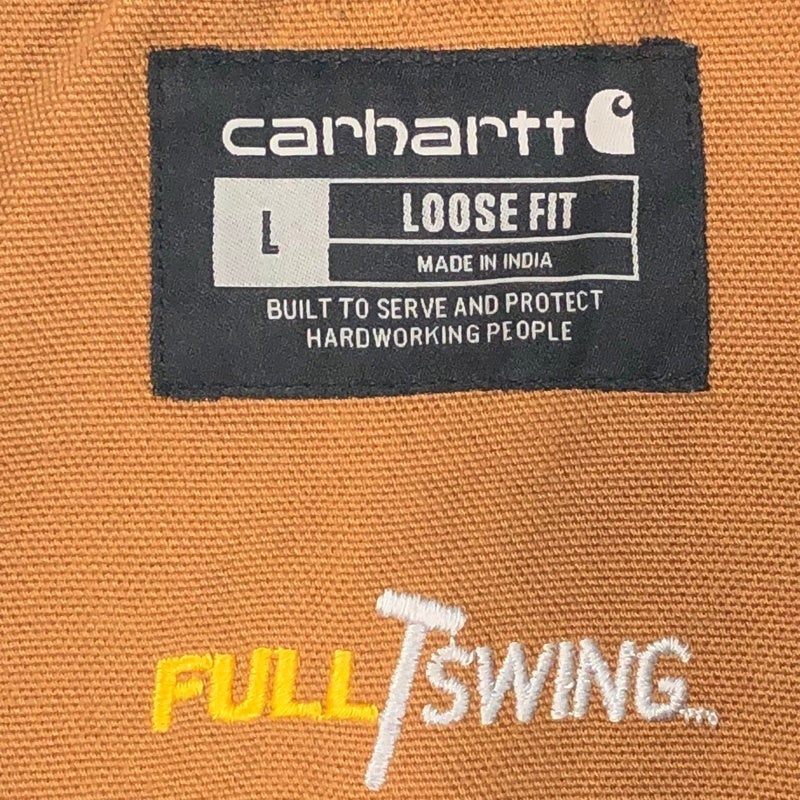 carhartt
L
LOOSE FIT
MADE IN INDIA
BUILT TO SERVE AND PROTECT
HARDWORKING PEOPLE
FULL SWING